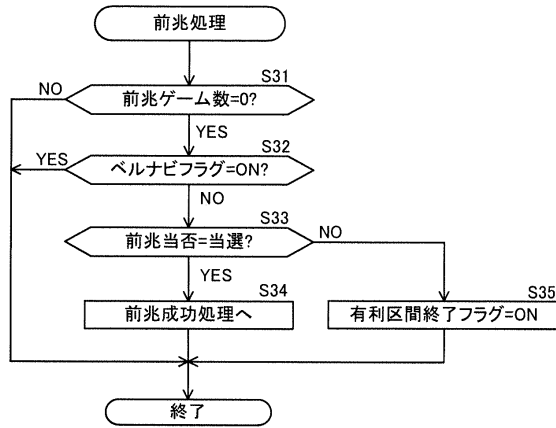 前兆処理
S31
NO
前兆ゲーム数=0?
YES
S32
YES
ベルナビフラグ=ON?
NO
S33
前兆当否=当選?
NO
YES
S34
前兆成功処理へ
S35
有利区間終了フラグ=ON
終了